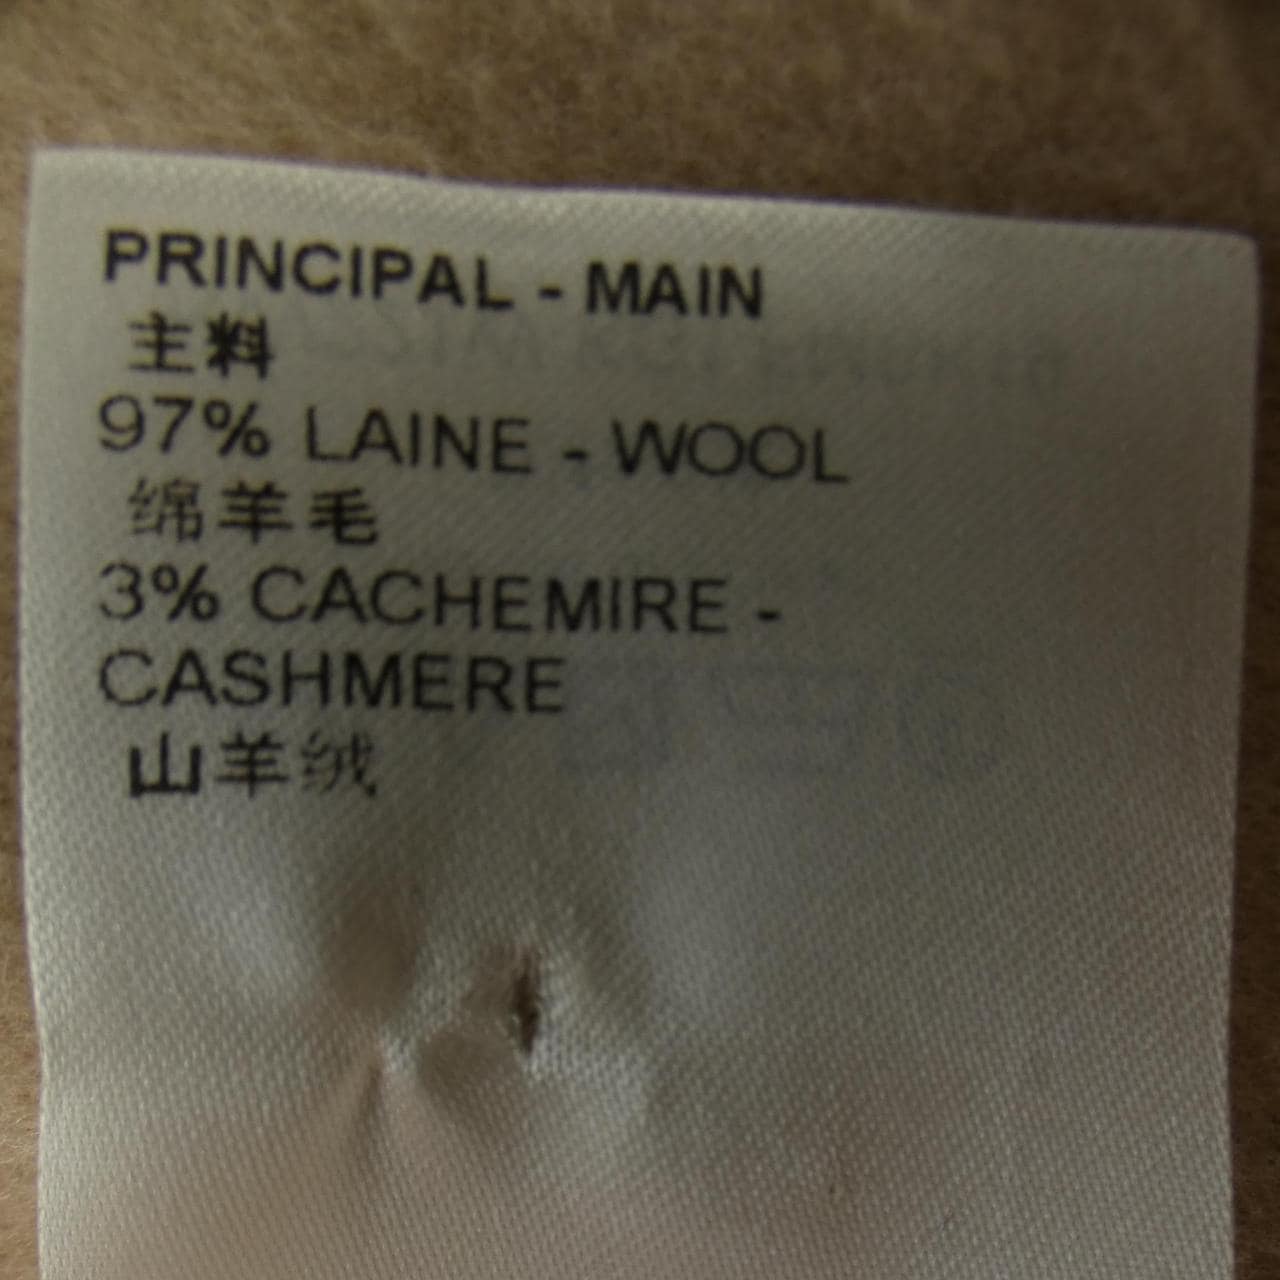 PRINCIPAL - MAIN
主料
97% LAINE - WOOL
绵羊毛
3% CACHEMIRE -
CASHMERE
山羊绒